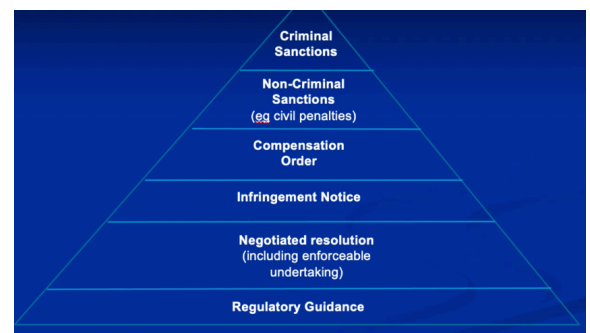 Criminal
Sanctions
Non-Criminal
Sanctions
(eg civil penalties)
Compensation
Order
Infringement Notice
Negotiated resolution
(including enforceable
undertaking)
Regulatory Guidance